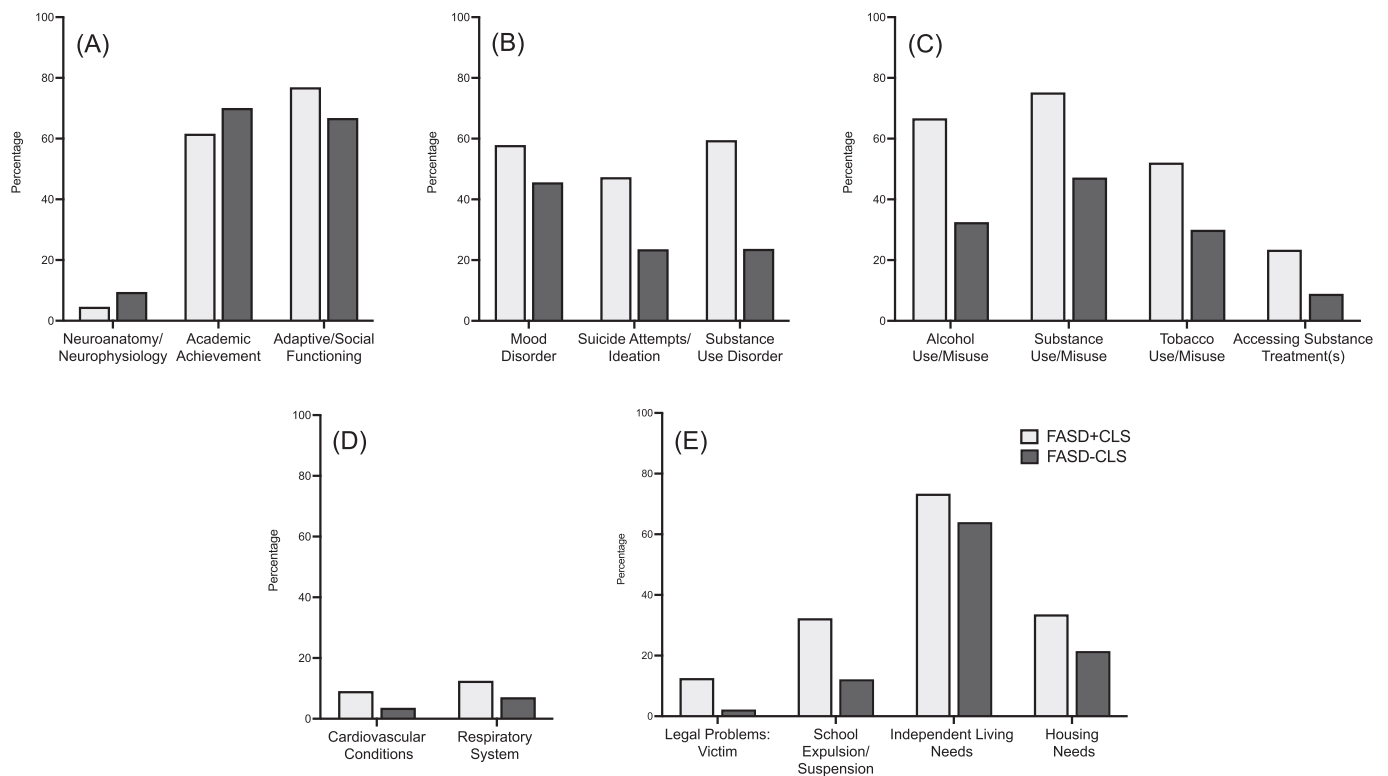 (A)
Percentage
100
80
60
40
20
0
Neuroanatomy/
Neurophysiology
Academic
Achievement
Adaptive/Social
Functioning
(B)
Percentage
100
80
60
40
20
0
Mood
Disorder
Suicide Attempts/
Ideation
Substance
Use Disorder
(C)
Percentage
100
80
60
40
20
0
Alcohol
Use/Misuse
Substance
Use/Misuse
Tobacco
Use/Misuse
Accessing Substance
Treatment(s)
(D)
Percentage
100
80
60
40
20
0
Cardiovascular
Conditions
Respiratory
System
(E)
FASD+CLS
FASD-CLS
Percentage
100
80
60
40
20
0
Legal Problems:
Victim
School
Expulsion/
Suspension
Independent Living
Needs
Housing
Needs